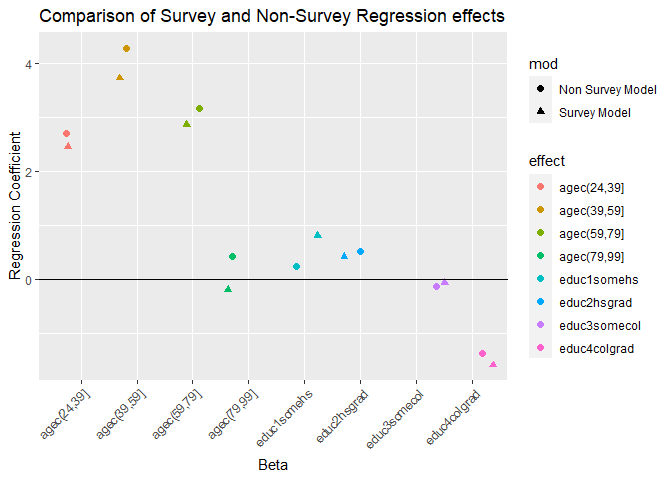 Comparison of Survey and Non-Survey Regression effects
Regression Coefficient
4
2
0
agec(24,39]
agec(39,59]
agec(59,79]
agec(79,99]
educ1somehs
educ2hsgrad
educ3somecol
educ4colgrad
Beta
mod
Non Survey Model
Survey Model
effect
agec(24,39]
agec(39,59]
agec(59,79]
agec(79,99]
educ1somehs
educ2hsgrad
educ3somecol
educ4colgrad